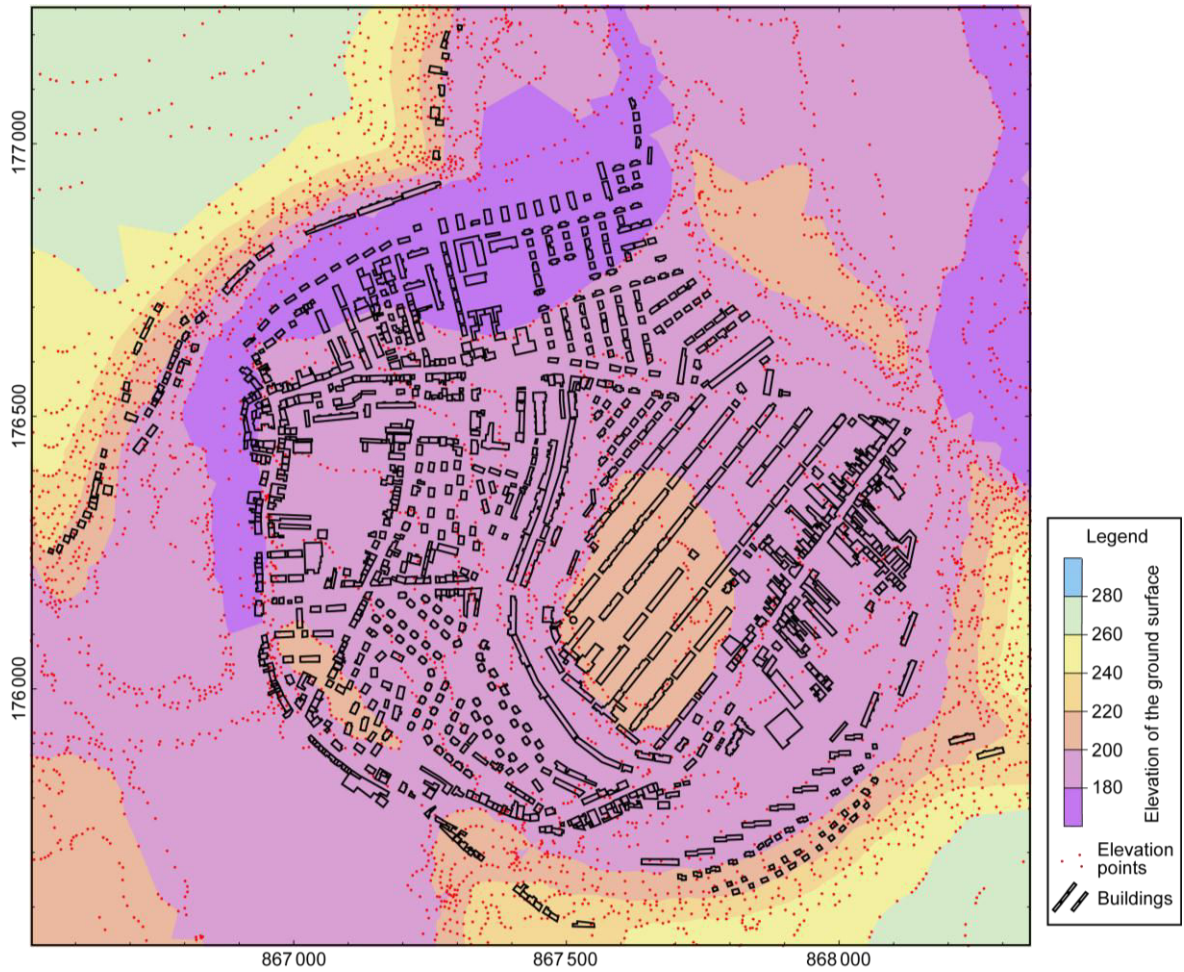 177 000
176 500
176 000
867 000
867 500
868 000
Legend
280
260
240
220
200
180
Elevation of the ground surface
Elevation
points
Buildings